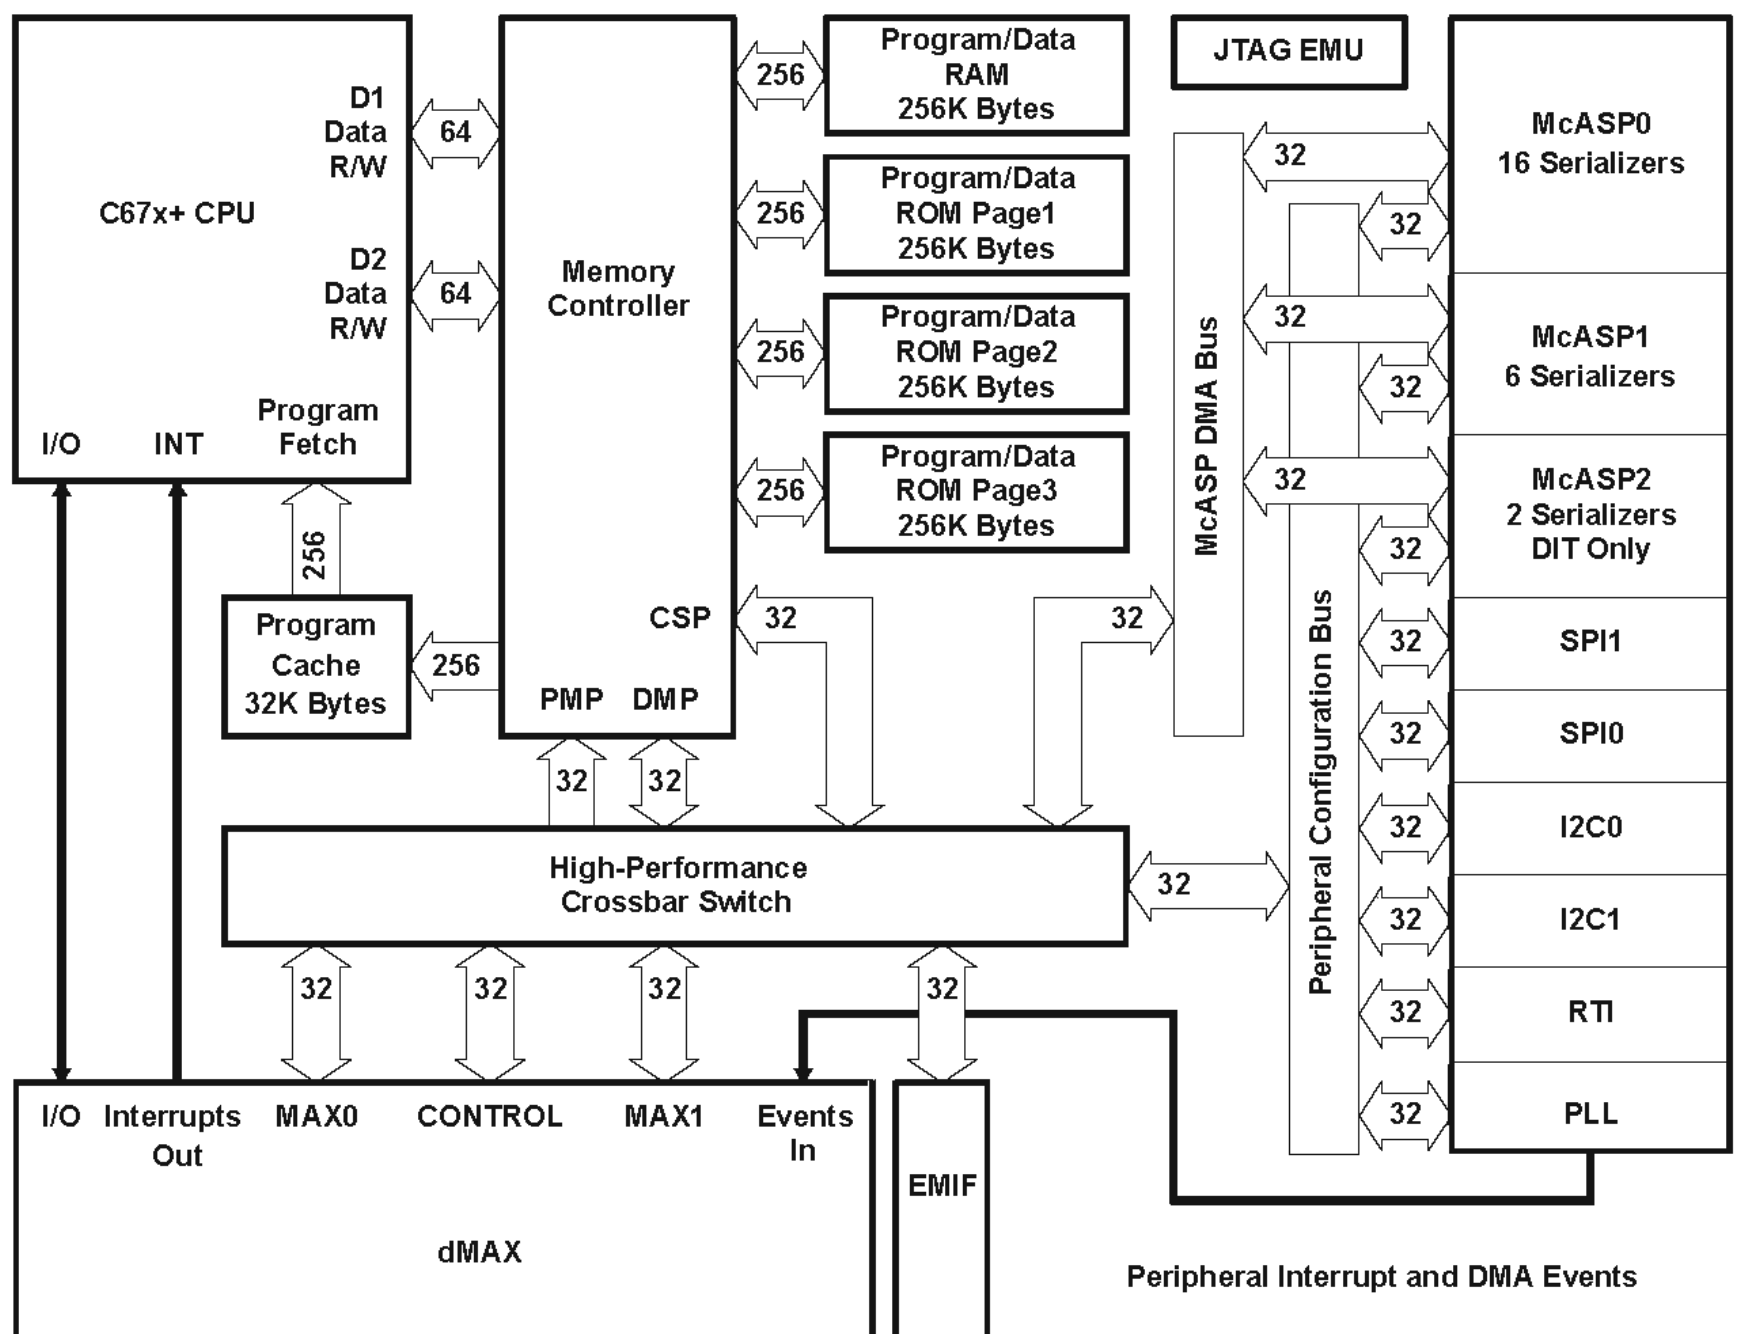 D1
Data
R/W
64
C67x+ CPU
D2
Data
R/W
64
Program
Fetch
I/O
INT
256
Program
Cache
32K Bytes
256
Memory
Controller
CSP
PMP
DMP
256
Program/Data
RAM
256K Bytes
256
Program/Data
ROM Page1
256K Bytes
256
Program/Data
ROM Page2
256K Bytes
256
Program/Data
ROM Page3
256K Bytes
32
32
32
32
JTAG EMU
McASP DMA Bus
Peripheral Configuration Bus
32
32
32
32
32
32
32
32
32
32
32
32
32
McASP0
16 Serializers
McASP1
6 Serializers
McASP2
2 Serializers
DIT Only
SPI1
SPI0
I2C0
I2C1
RTI
PLL
High-Performance
Crossbar Switch
32
32
32
32
I/O
Interrupts
Out
MAX0
CONTROL
MAX1
Events
In
dMAX
EMIF
Peripheral Interrupt and DMA Events